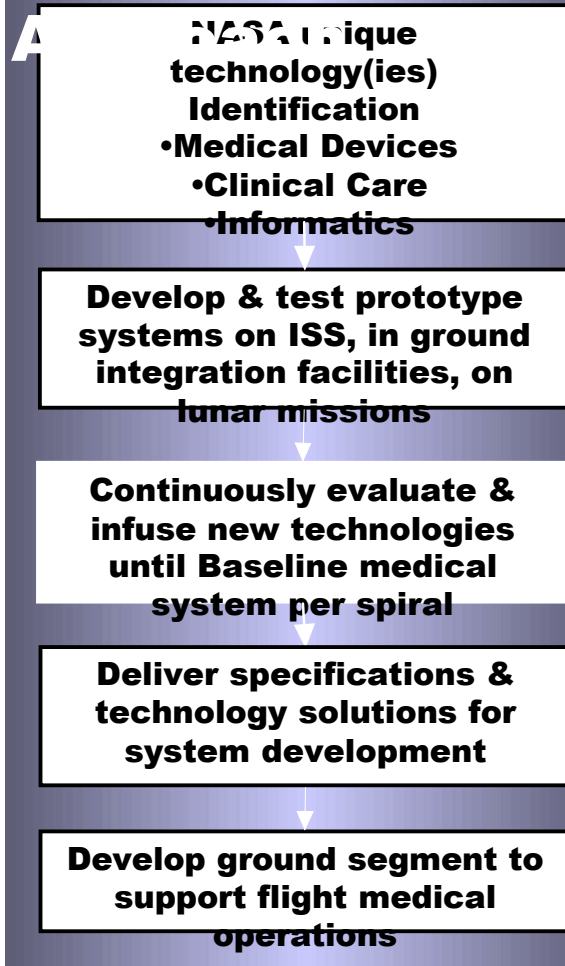 NASA unique
technology(ies)
Identification
•Medical Devices
•Clinical Care
•Informatics
Develop & test prototype
systems on ISS, in ground
integration facilities, on
lunar missions
Continuously evaluate &
infuse new technologies
until Baseline medical
system per spiral
Deliver specifications &
technology solutions for
system development
Develop ground segment to
support flight medical
operations